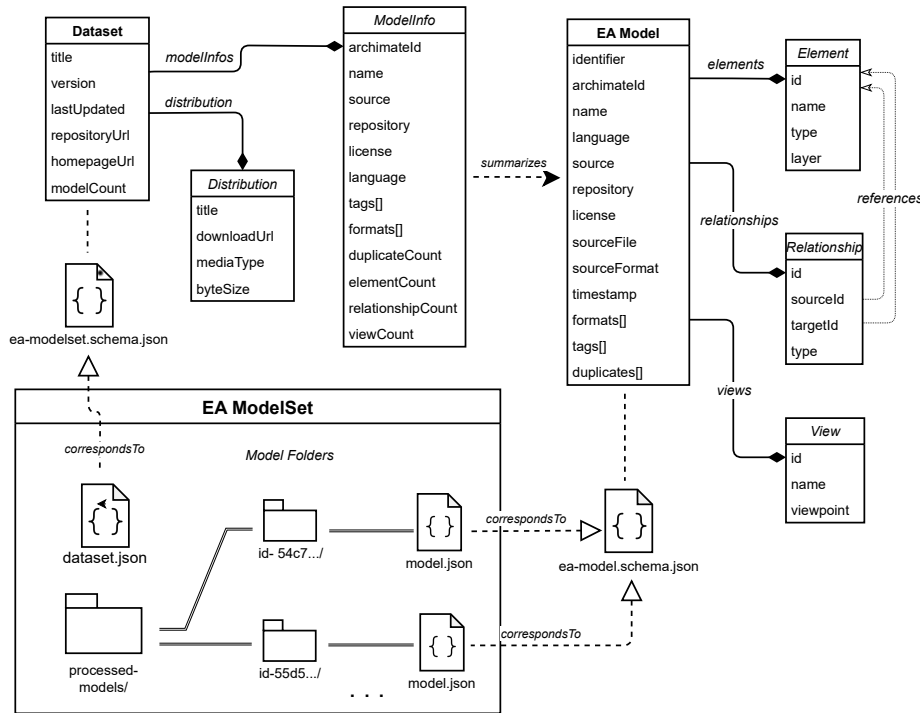 Dataset
title
version
lastUpdated
repositoryUrl
homepageUrl
modelCount
modelInfos
distribution
Distribution
title
downloadUrl
mediaType
byteSize
ModelInfo
archimateId
name
source
repository
license
language
tags[]
formats[]
duplicateCount
elementCount
relationshipCount
viewCount
summarizes
EA Model
identifier
archimateId
name
language
source
repository
license
sourceFile
sourceFormat
timestamp
formats[]
tags[]
duplicates[]
elements
relationships
views
Element
id
name
type
layer
references
Relationship
id
sourceId
targetId
type
View
id
name
viewpoint
{ }
ea-modelset.schema.json
EA ModelSet
correspondsTo
Model Folders
{ }
dataset.json
processed-
models/
id- 54c7.../
{ }
model.json
correspondsTo
{ }
ea-model.schema.json
id-55d5.../
{ }
model.json
correspondsTo
. . .